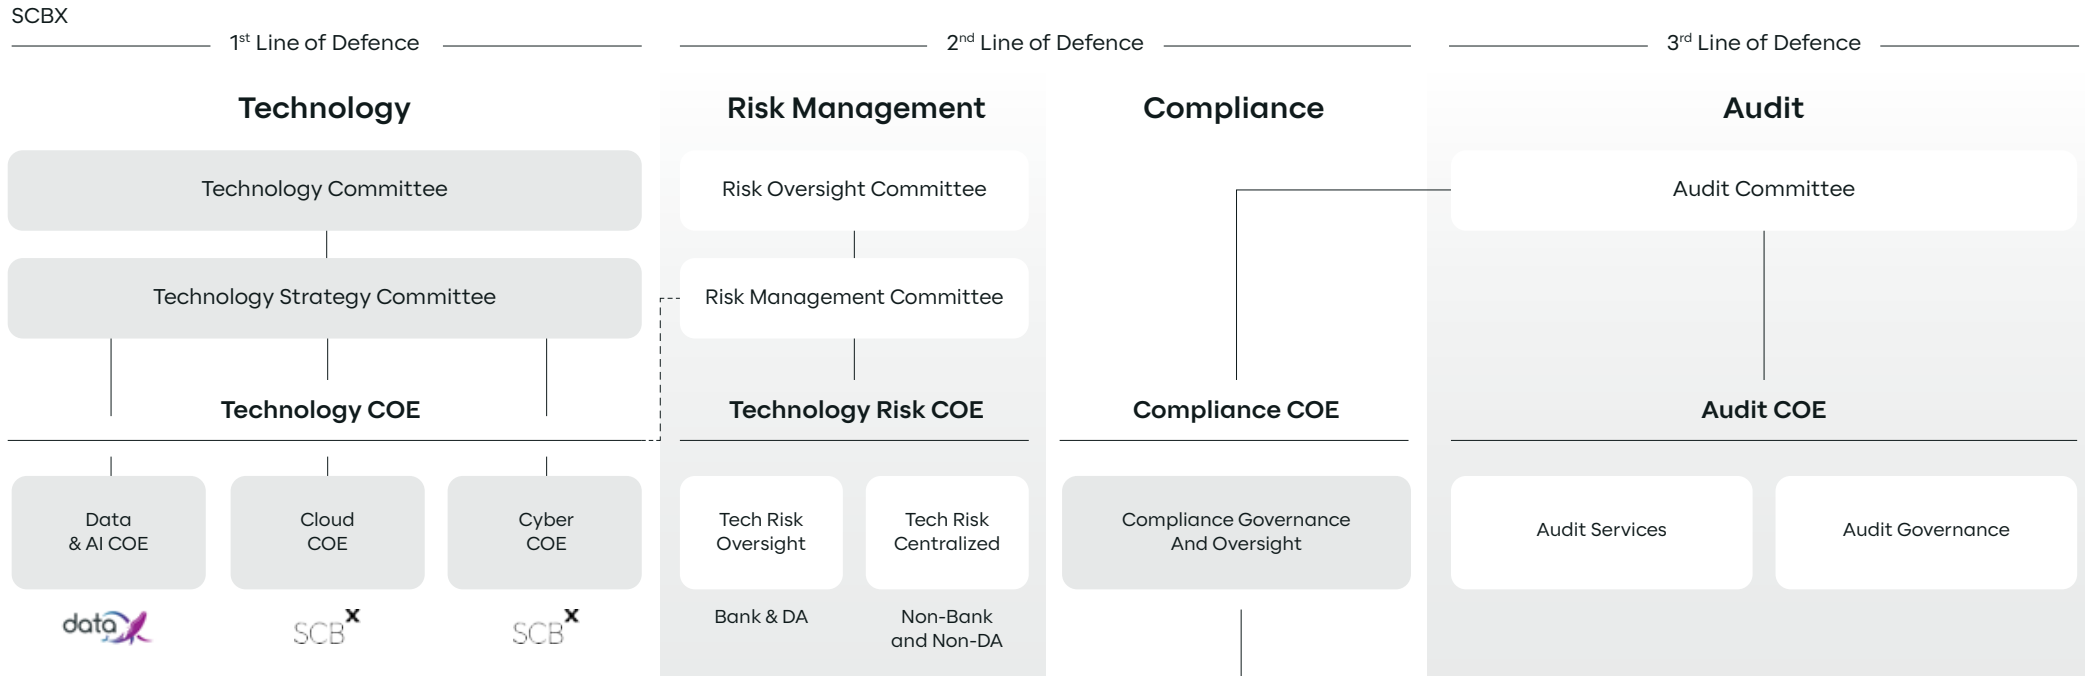 SCBX
1st Line of Defence
2nd Line of Defence
3rd Line of Defence
Technology
Risk Management
Compliance
Audit
Technology Committee
Risk Oversight Committee
Audit Committee
Technology Strategy Committee
Risk Management Committee
Technology COE
Technology Risk COE
Compliance COE
Audit COE
Data
& AI COE
Cloud
COE
Cyber
COE
Tech Risk
Oversight
Tech Risk
Centralized
Compliance Governance
And Oversight
Audit Services
Audit Governance
dataX
SCBX
SCBX
Bank & DA
Non-Bank
and Non-DA